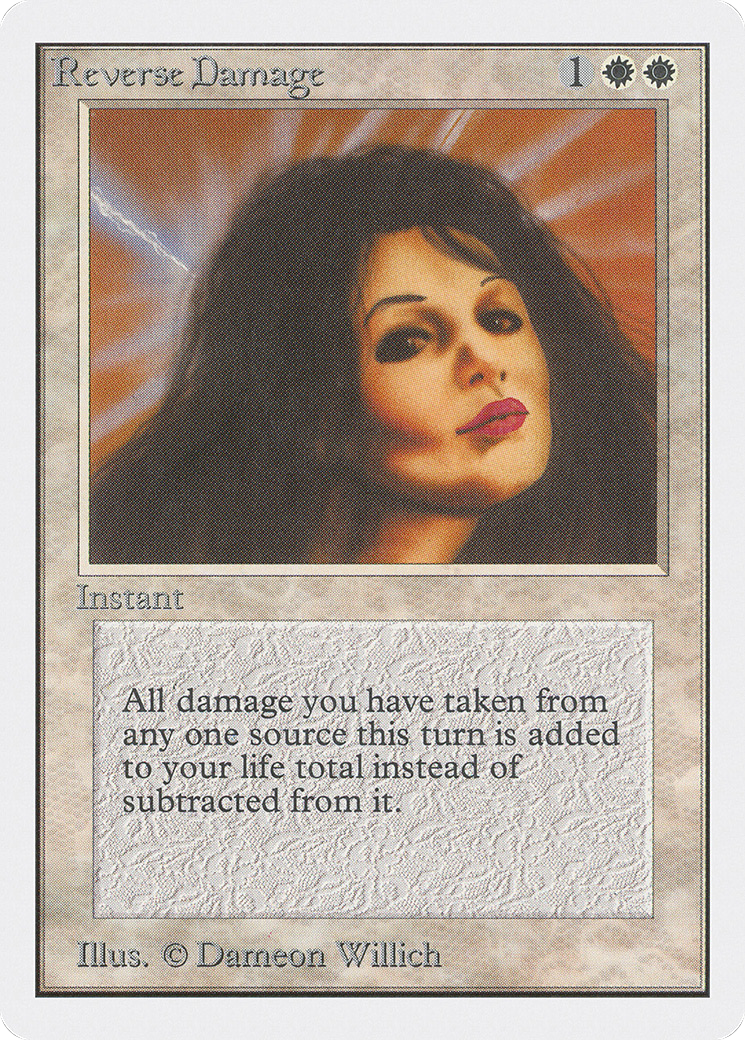 Reverse Damage 1
Instant
All damage you have taken from
any one source this turn is added
to your life total instead of
subtracted from it.
Illus. © Dameon Willich